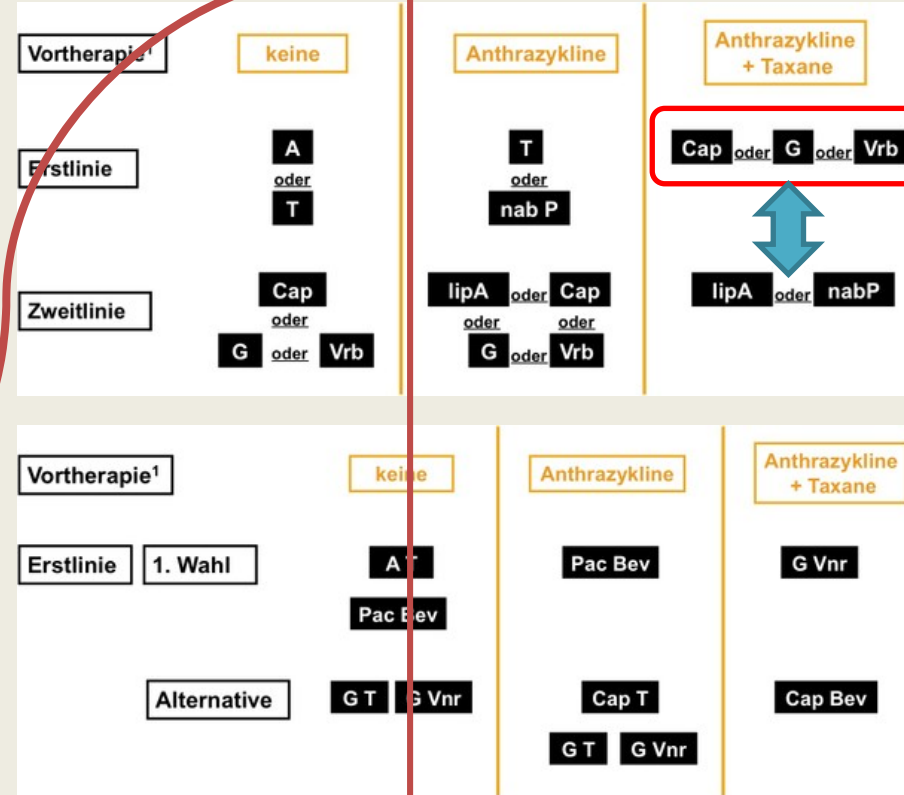 Vortherapie¹ keine Anthrazykline Anthrazykline
+ Taxane
Erstlinie A T Cap oder G oder Vrb
oder oder
T nab P
Zweitlinie Cap lipA oder Cap lipA oder nabP
oder oder oder
G oder Vrb G oder Vrb
Vortherapie¹ keine Anthrazykline Anthrazykline
+ Taxane
Erstlinie 1. Wahl A T Pac Bev G Vnr
Pac Bev
Alternative G T G Vnr Cap T Cap Bev
G T G Vnr